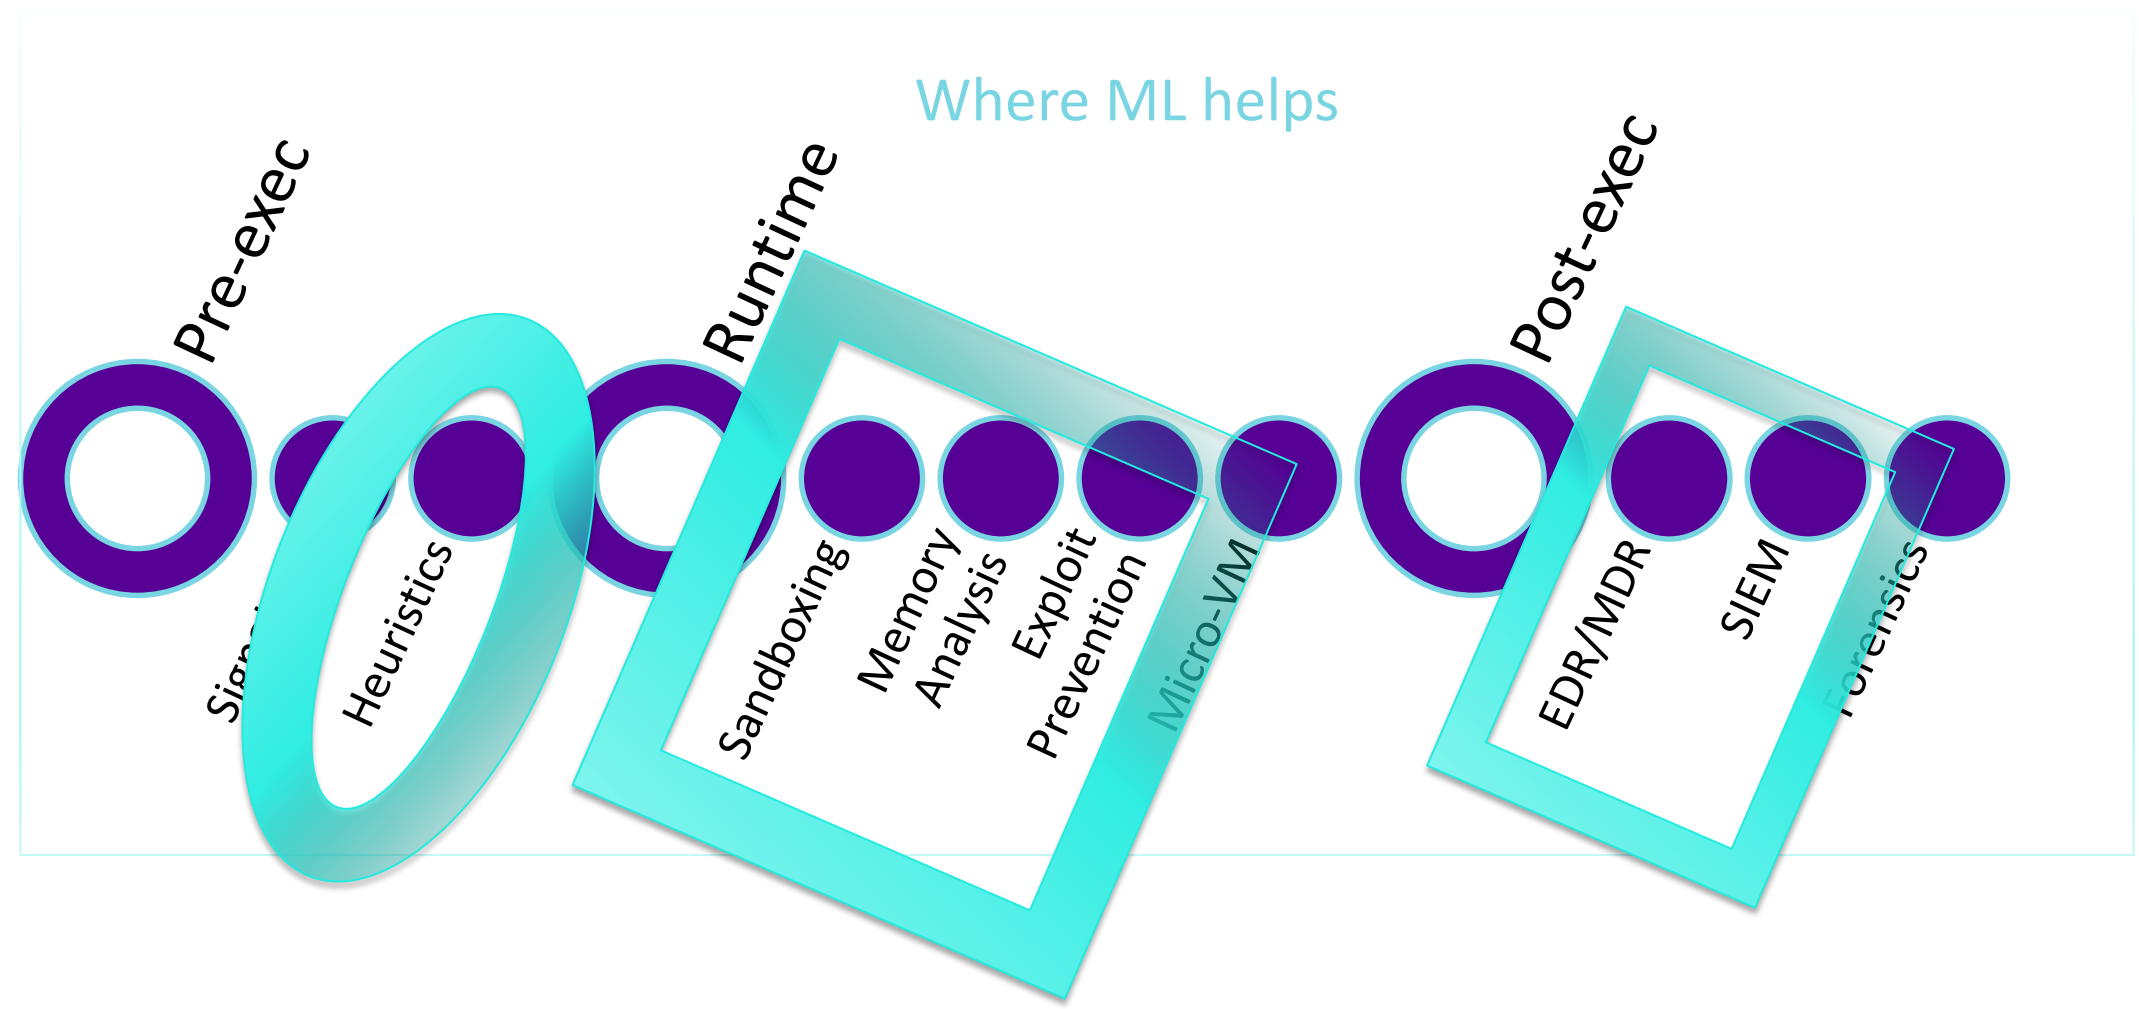 Where ML helps
Pre-exec
Heuristics
Runtime
Sandboxing
Memory
Analysis
Exploit
Prevention
Micro-VM
Post-exec
EDR/MDR
SIEM
Forensics